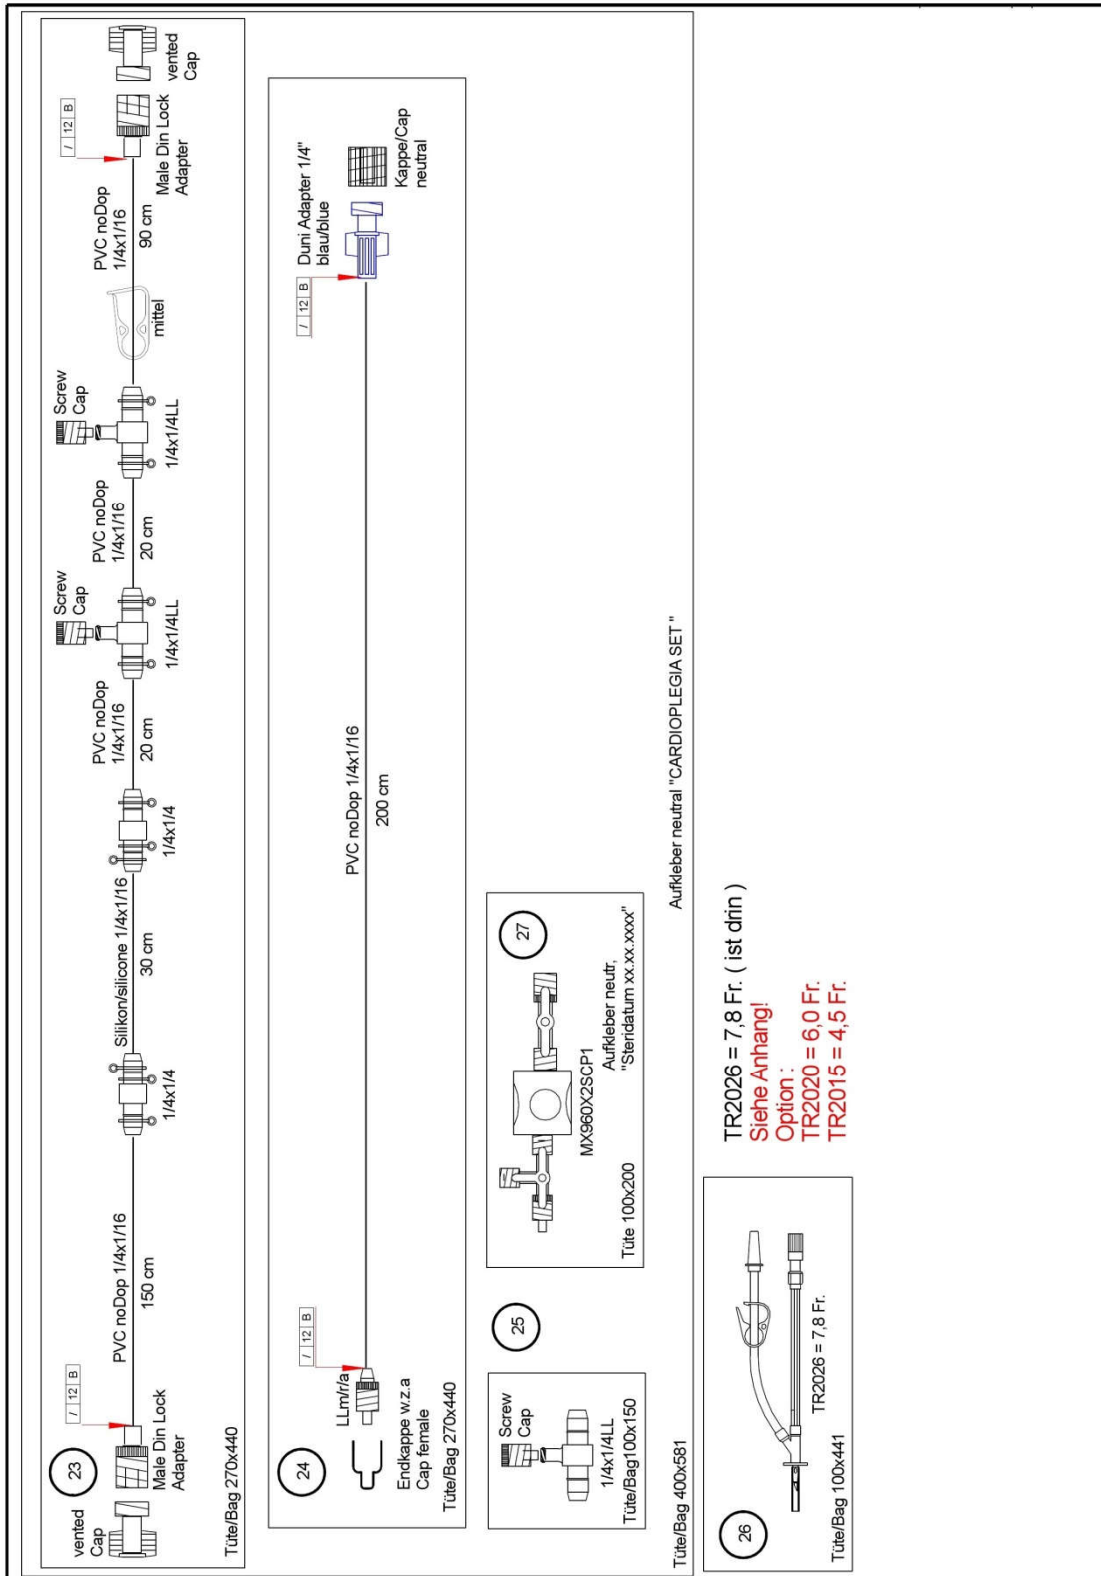 23
vented
Cap
Male Din Lock
Adapter
/ 12 B
PVC noDop 1/4x1/16
150 cm
1/4x1/4
Silikon/silicone 1/4x1/16
30 cm
1/4x1/4
PVC noDop
1/4x1/16
20 cm
Screw
Cap
1/4x1/4LL
PVC noDop
1/4x1/16
20 cm
Screw
Cap
1/4x1/4LL
mittel
PVC noDop
1/4x1/16
90 cm
/ 12 B
Male Din Lock
Adapter
vented
Cap
Tüte/Bag 270x440
24
/ 12 B
LLm/r/a
Endkappe w.z.a
Cap female
PVC noDop 1/4x1/16
200 cm
/ 12 B
Duni Adapter 1/4"
blau/blue
Kappe/Cap
neutral
Tüte/Bag 270x440
25
Screw
Cap
1/4x1/4LL
Tüte/Bag100x150
27
MX960X2SCP1
Aufkleber neutr,
"Steridatum xx.xx.xxxx"
Tüte 100x200
Tüte/Bag 400x581
Aufkleber neutral "CARDIOPLEGIA SET "
26
TR2026 = 7,8 Fr.
Tüte/Bag 100x441
TR2026 = 7,8 Fr. ( ist drin )
Siehe Anhang!
Option :
TR2020 = 6,0 Fr.
TR2015 = 4,5 Fr.